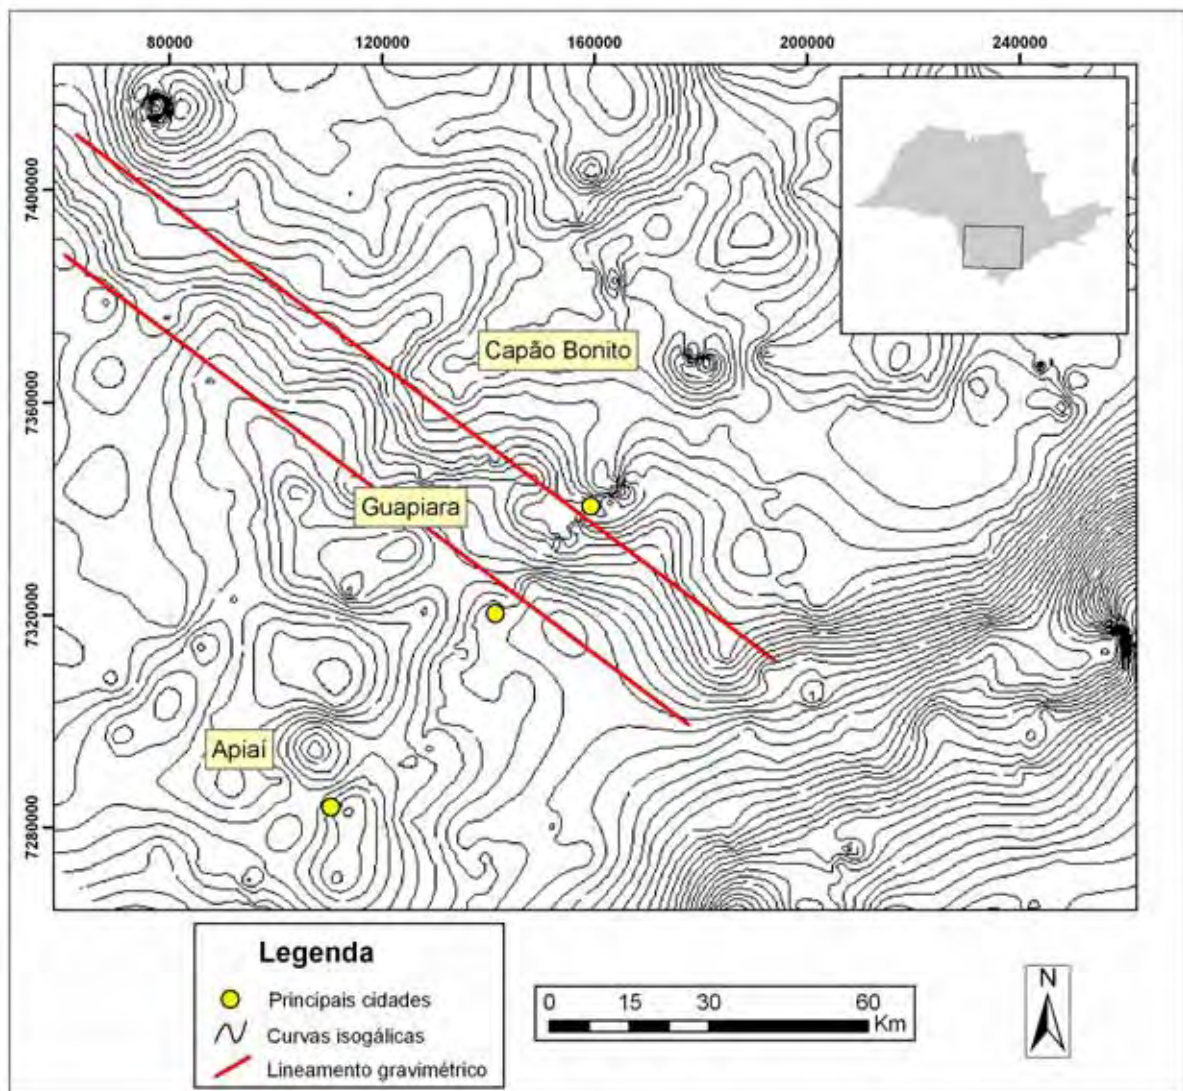 80000 120000 160000 200000 240000
7400000
7360000
7320000
7280000
Capão Bonito
Guapiara
Apiaí
1
Legenda
Principais cidades
Curvas isogálicas
Lineamento gravimétrico
0 15 30 60
Km
N